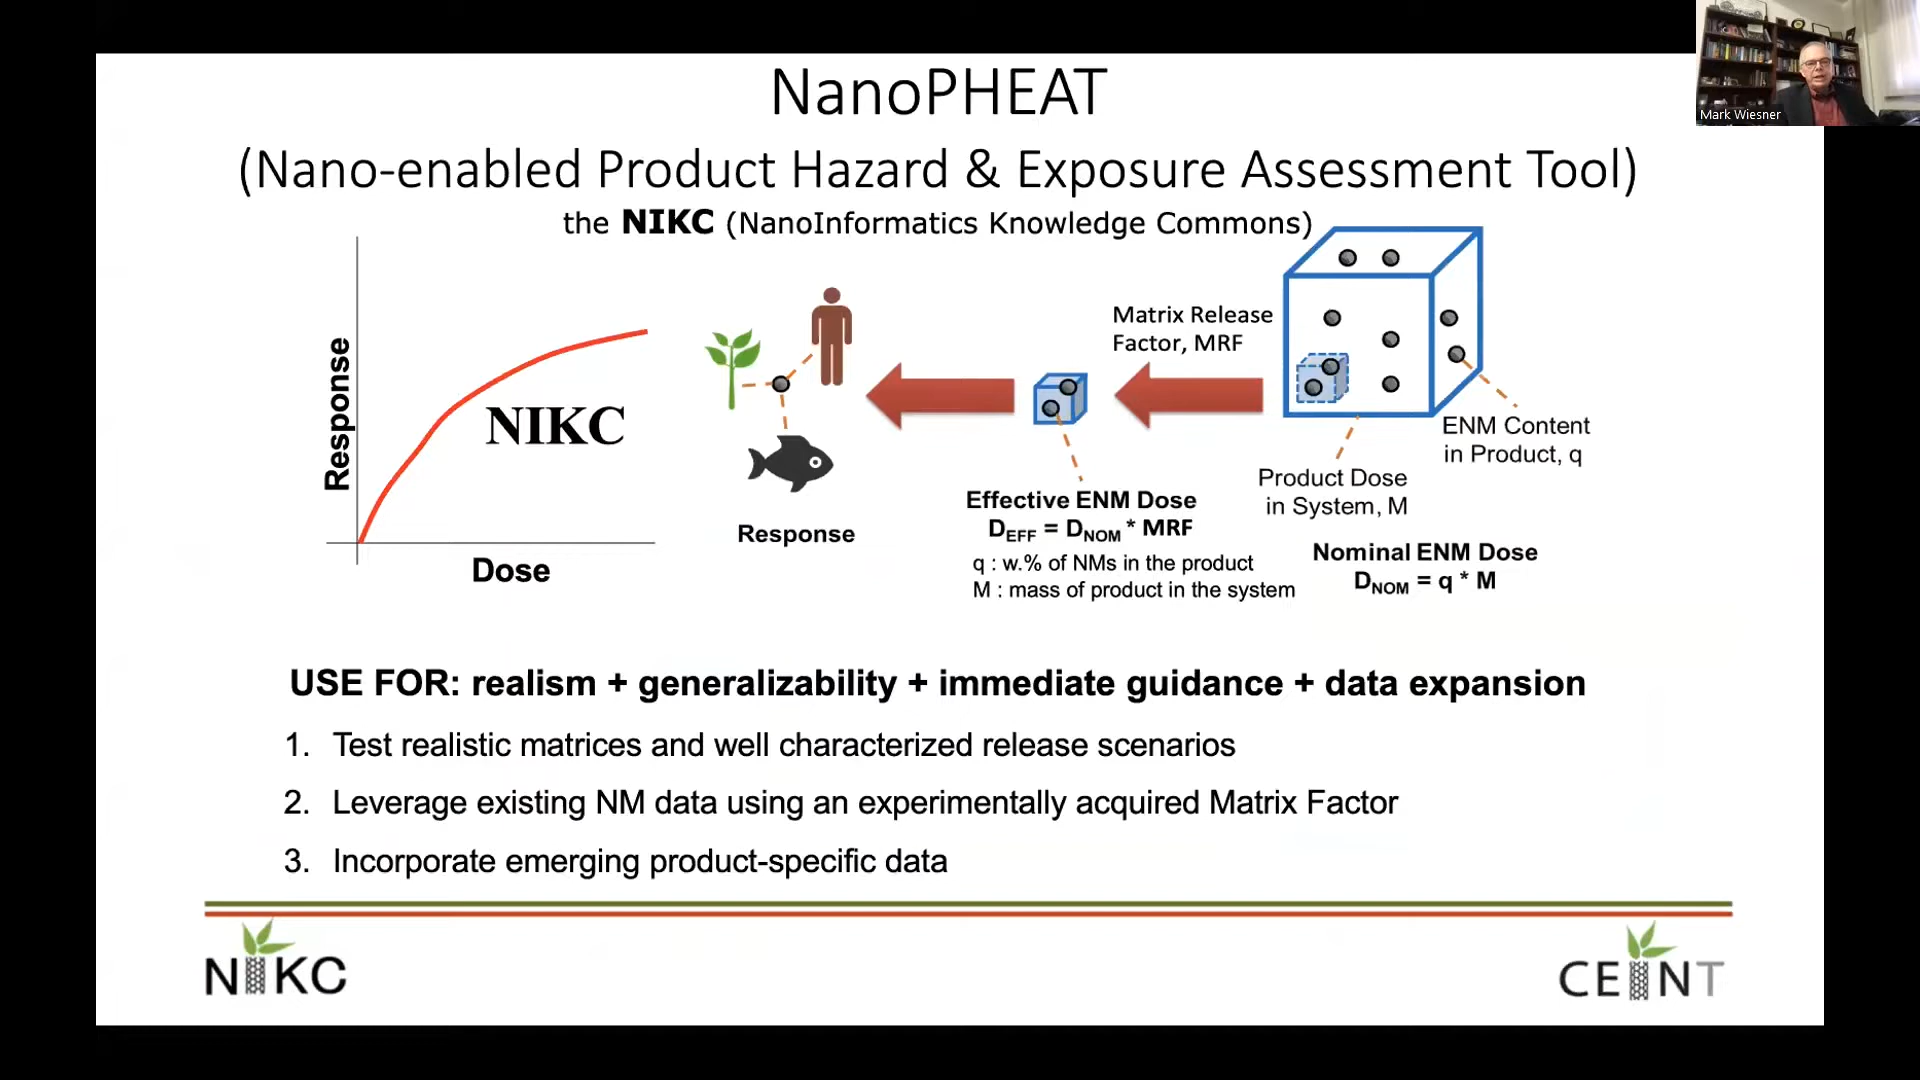 Mark Wiesner
NanoPHEAT
(Nano-enabled Product Hazard & Exposure Assessment Tool)
the NIKC (NanoInformatics Knowledge Commons)
Response
NIKC
Dose
Response
Matrix Release
Factor, MRF
Effective ENM Dose
DEFF = DNOM * MRF
q : w.% of NMs in the product
M : mass of product in the system
ENM Content
in Product, q
Product Dose
in System, M
Nominal ENM Dose
DNOM = q * M
USE FOR: realism + generalizability + immediate guidance + data expansion
1. Test realistic matrices and well characterized release scenarios
2. Leverage existing NM data using an experimentally acquired Matrix Factor
3. Incorporate emerging product-specific data
NIKC
CEINT